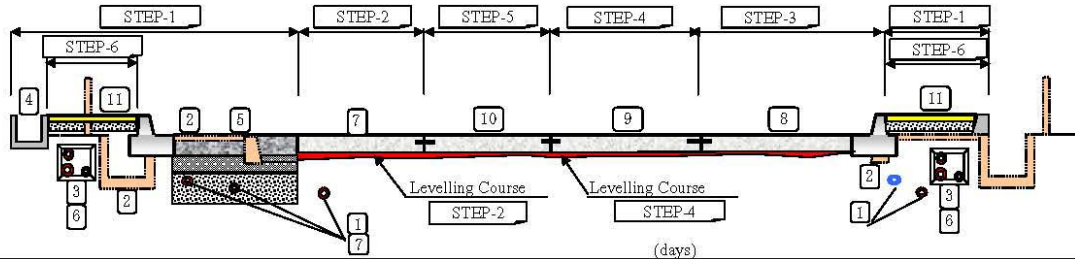 STEP-1 STEP-2 STEP-5 STEP-4 STEP-3 STEP-1
STEP-6 STEP-6
4 11 2 5 7 10 9 8 11
Levelling Course Levelling Course 2
3 2 1 STEP-2 STEP-4 1 3
6 7 6
(days)